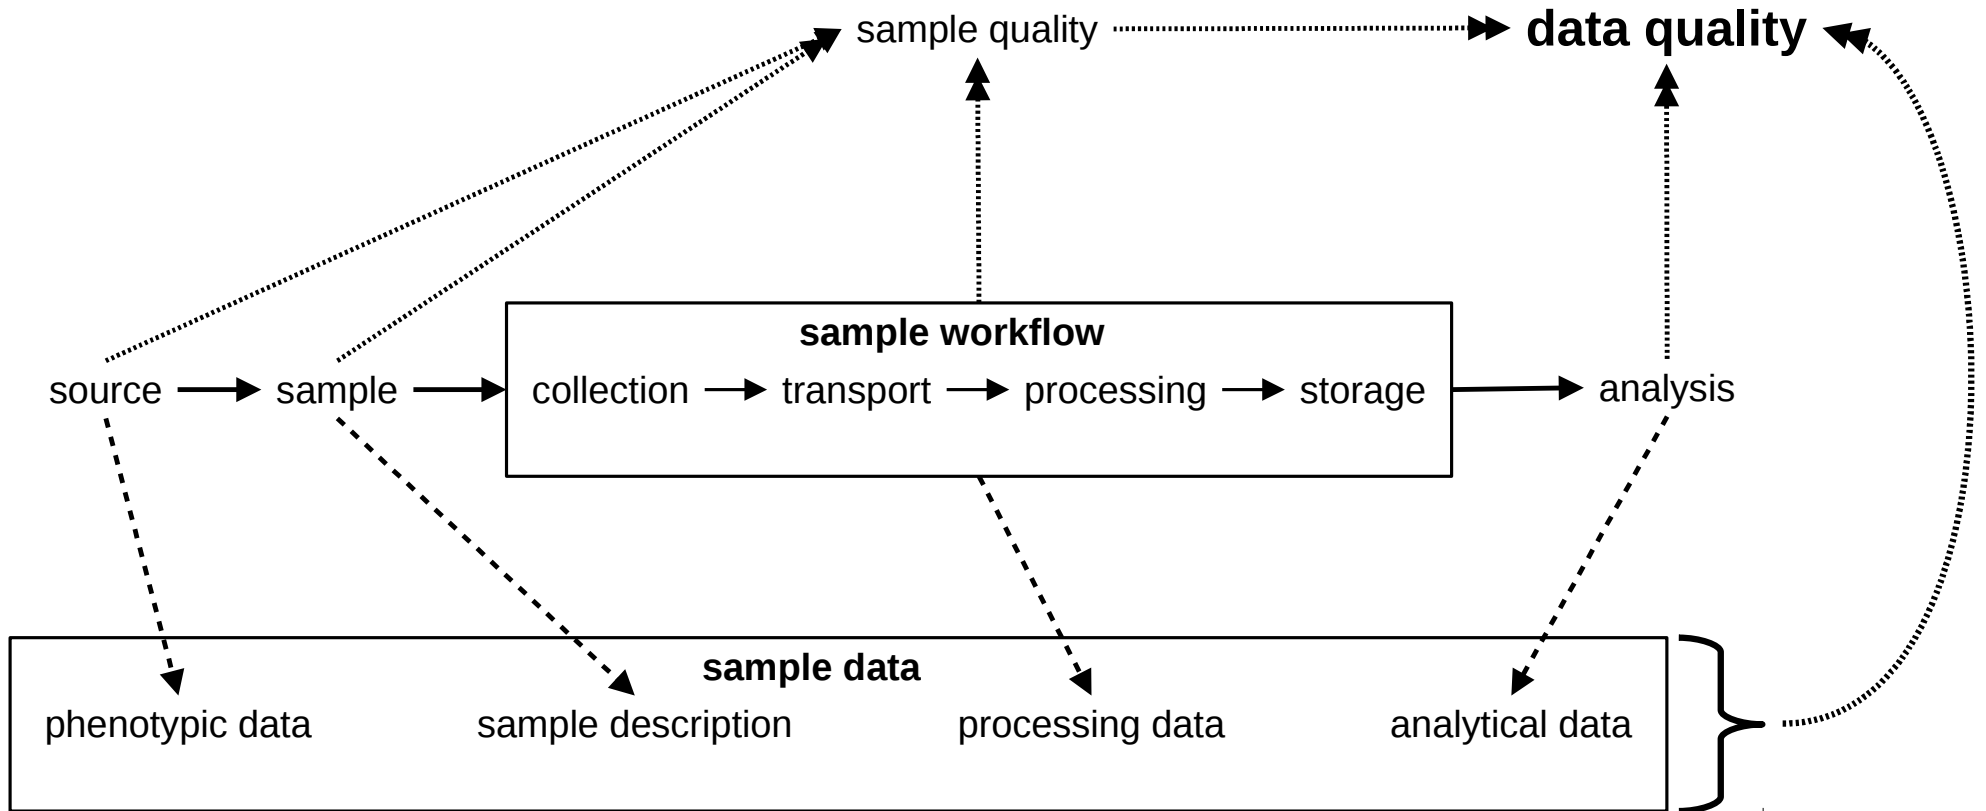 sample quality data quality
sample workflow
source sample collection transport processing storage analysis
sample data
phenotypic data sample description processing data analytical data